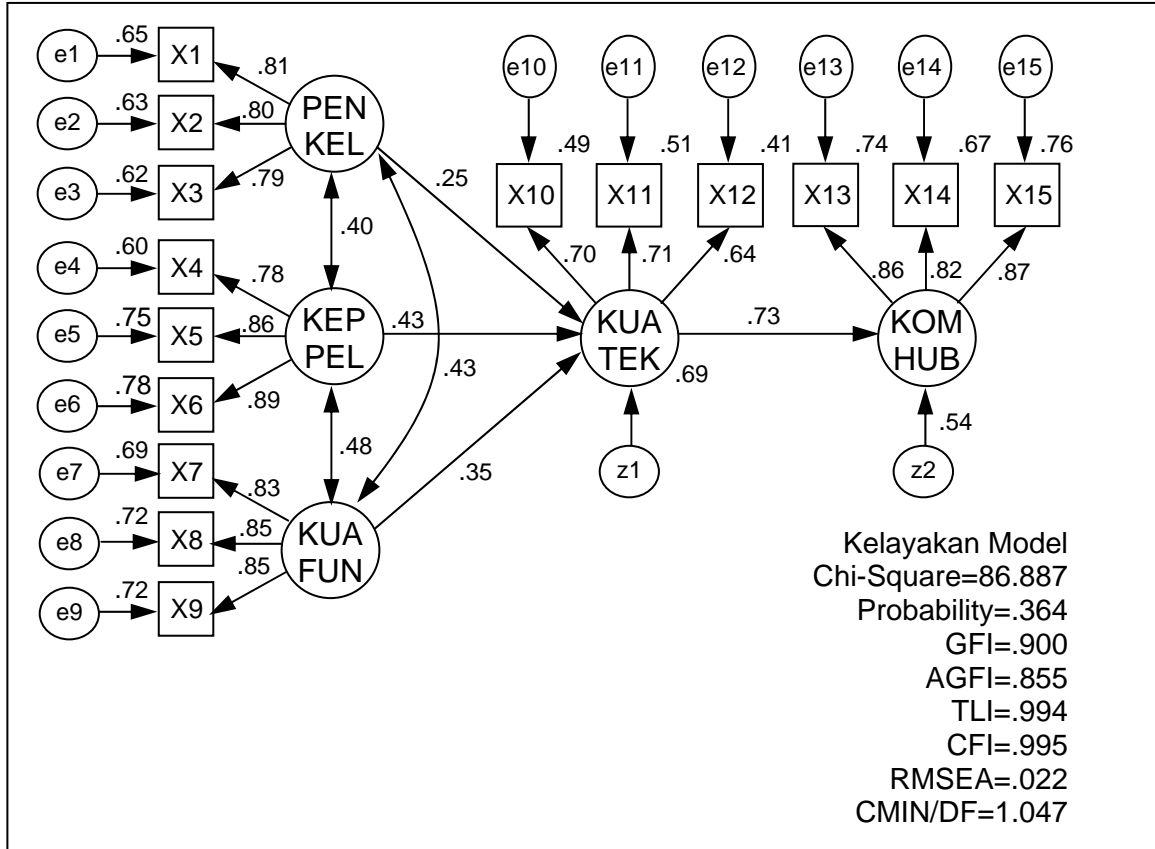 e1 .65 X1 .81
e2 .63 X2 .80
e3 .62 X3 .79
PEN
KEL
.40
.25
e4 .60 X4 .78
e5 .75 X5 .86
e6 .78 X6 .89
KEP
PEL
.43
.43
.48
e7 .69 X7 .83
e8 .72 X8 .85
e9 .72 X9 .85
KUA
FUN
.35
e10 e11 e12 e13 e14 e15
.49 .51 .41 .74 .67 .76
X10 X11 X12 X13 X14 X15
.70 .71 .64 .86 .82 .87
KUA
TEK
.69
.73
KOM
HUB
.54
z1 z2
Kelayakan Model
Chi-Square=86.887
Probability=.364
GFI=.900
AGFI=.855
TLI=.994
CFI=.995
RMSEA=.022
CMIN/DF=1.047